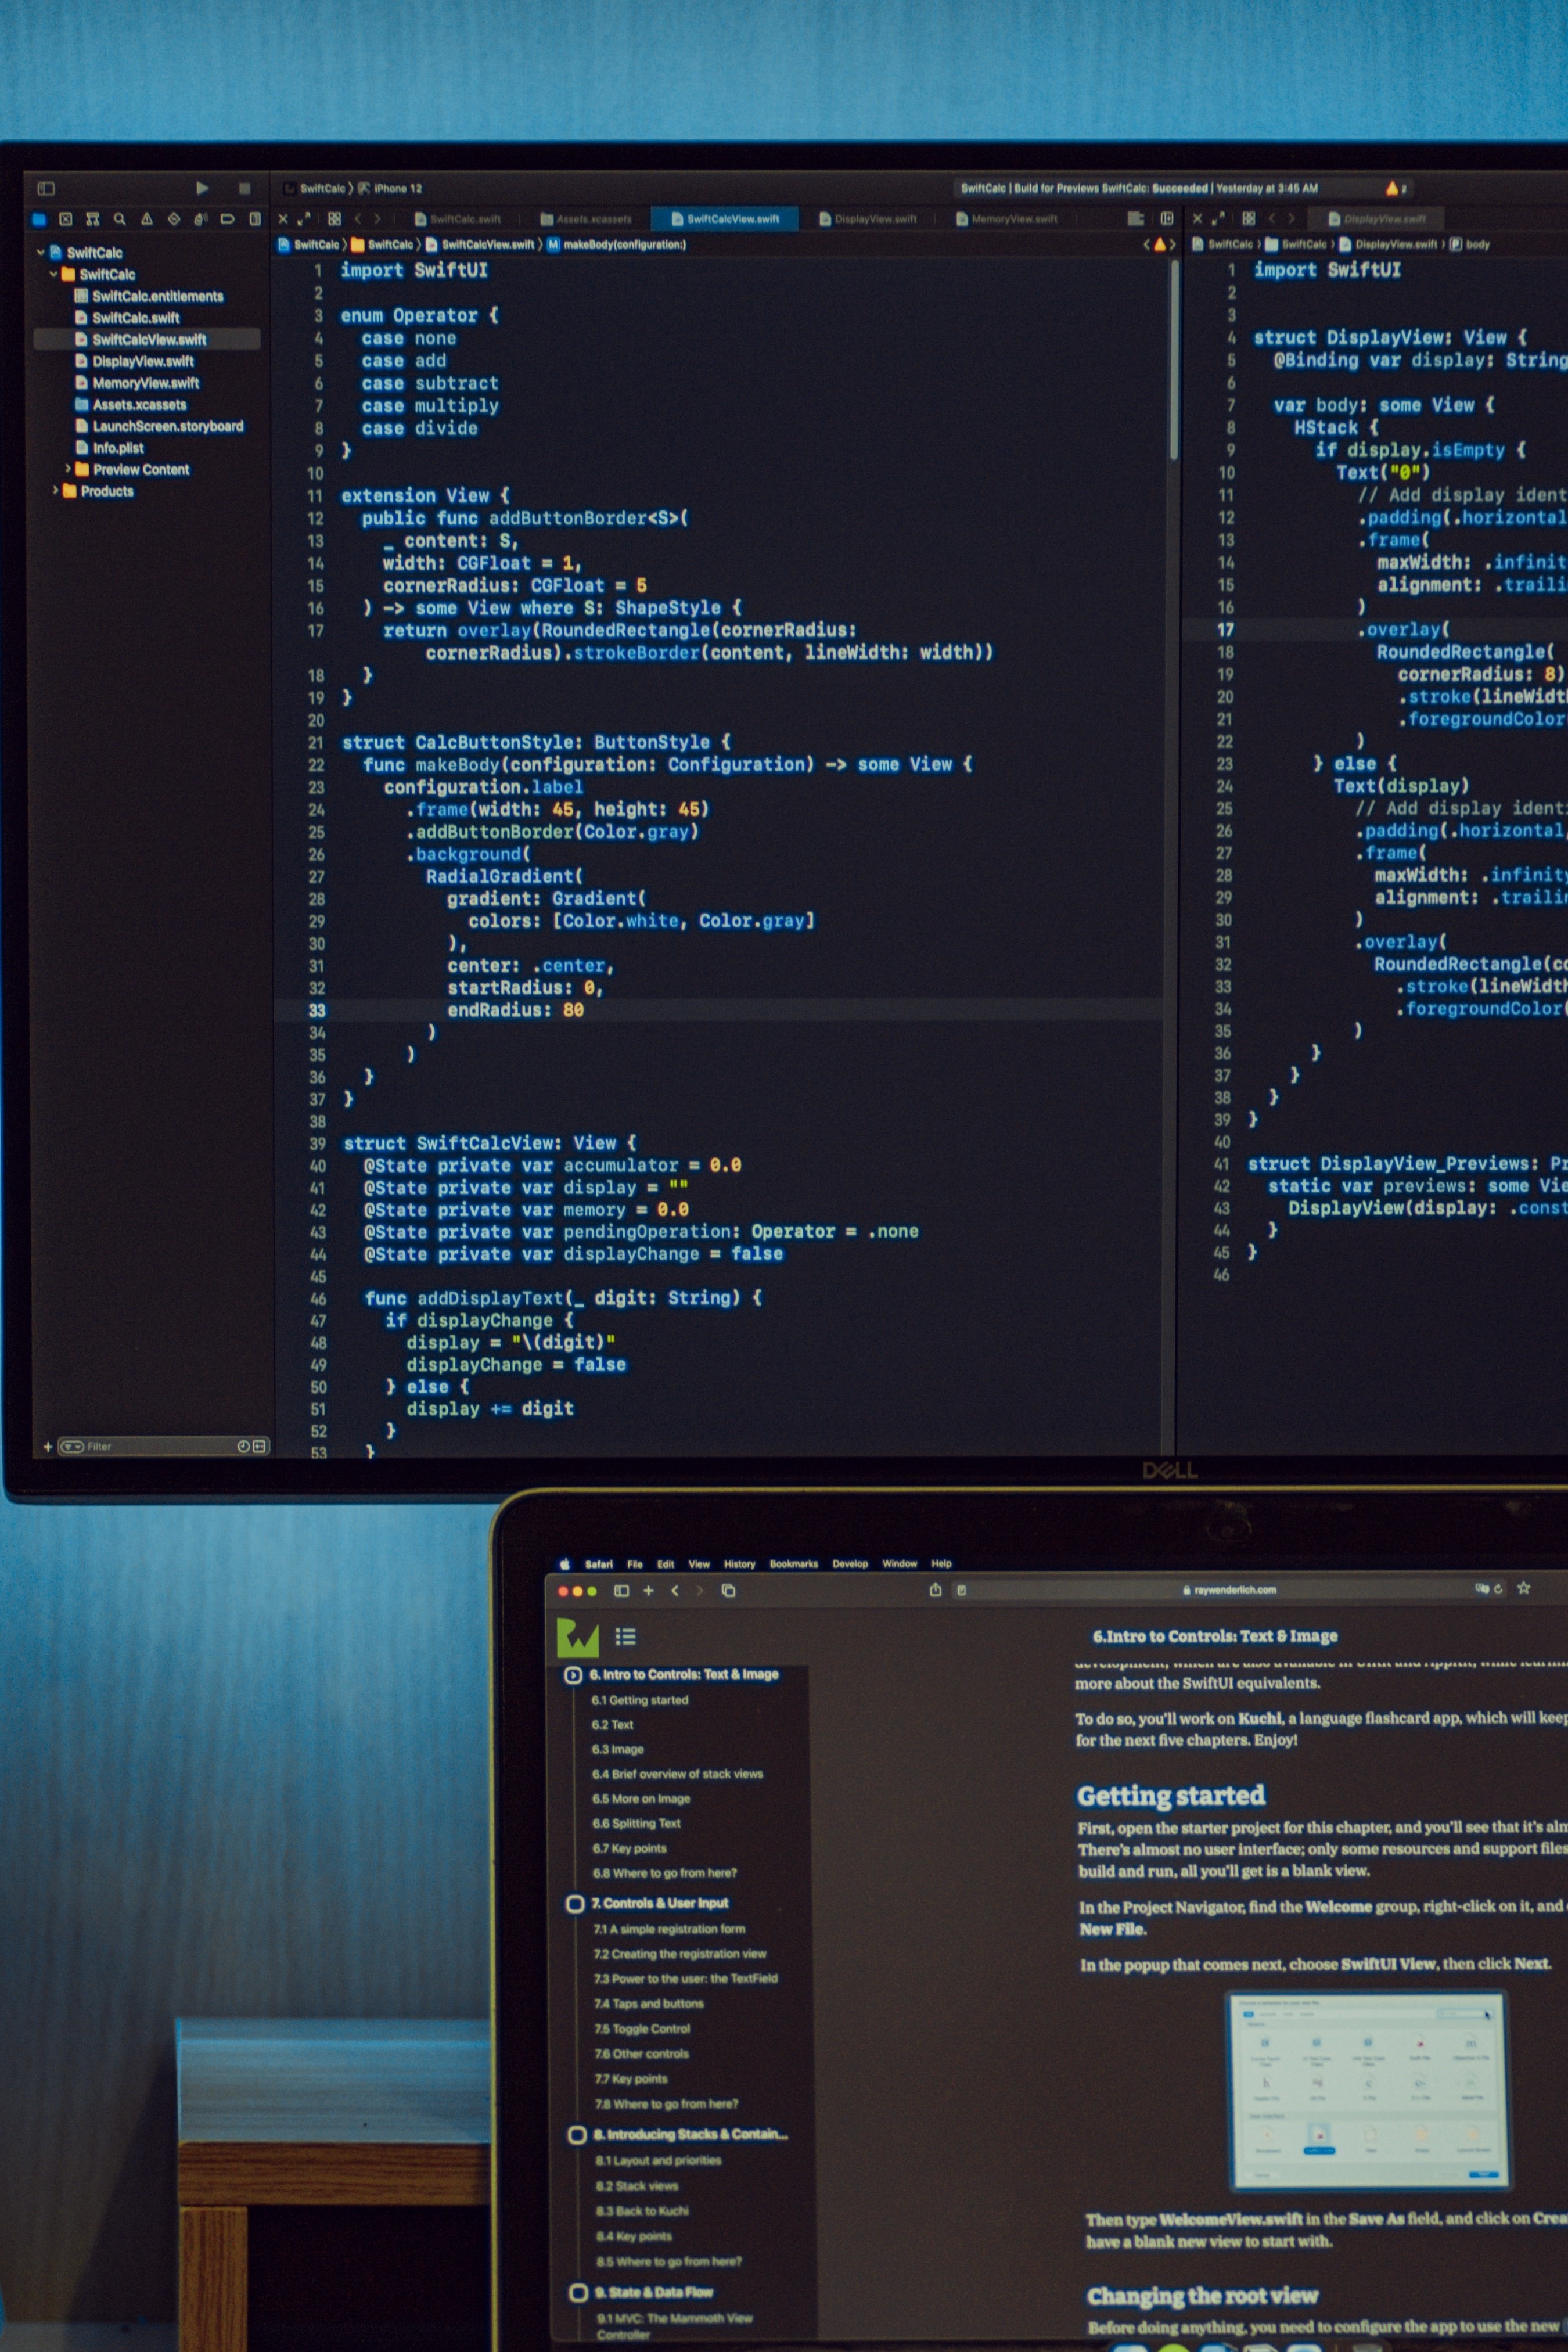 SwiftCalc
iPhone 12
SwiftCalc | Build for Previews SwiftCalc: Succeeded | Yesterday at 3:45 AM
2
SwiftCalc.swift
Assets.xcassets
SwiftCalcView.swift
DisplayView.swift
MemoryView.swift
DisplayView.swift
SwiftCalc
SwiftCalc
SwiftCalcView.swift
M
makeBody(configuration:)
SwiftCalc
SwiftCalc
DisplayView.swift
P
body
SwiftCalc
SwiftCalc
SwiftCalc.entitlements
SwiftCalc.swift
SwiftCalcView.swift
DisplayView.swift
MemoryView.swift
Assets.xcassets
LaunchScreen.storyboard
Info.plist
Preview Content
Products
Filter
1 import SwiftUI
2
3 enum Operator {
4 case none
5 case add
6 case subtract
7 case multiply
8 case divide
9 }
10
11 extension View {
12 public func addButtonBorder<S>(
13 _ content: S,
14 width: CGFloat = 1,
15 cornerRadius: CGFloat = 5
16 ) -> some View where S: ShapeStyle {
17 return overlay(RoundedRectangle(cornerRadius:
cornerRadius).strokeBorder(content, lineWidth: width))
18 }
19 }
20
21 struct CalcButtonStyle: ButtonStyle {
22 func makeBody(configuration: Configuration) -> some View {
23 configuration.label
24 .frame(width: 45, height: 45)
25 .addButtonBorder(Color.gray)
26 .background(
27 RadialGradient(
28 gradient: Gradient(
29 colors: [Color.white, Color.gray]
30 ),
31 center: .center,
32 startRadius: 0,
33 endRadius: 80
34 )
35 )
36 }
37 }
38
39 struct SwiftCalcView: View {
40 @State private var accumulator = 0.0
41 @State private var display = ""
42 @State private var memory = 0.0
43 @State private var pendingOperation: Operator = .none
44 @State private var displayChange = false
45
46 func addDisplayText(_ digit: String) {
47 if displayChange {
48 display = "\(digit)"
49 displayChange = false
50 } else {
51 display += digit
52 }
53 }
1 import SwiftUI
2
3
4 struct DisplayView: View {
5 @Binding var display: String
6
7 var body: some View {
8 HStack {
9 if display.isEmpty {
10 Text("0")
11 // Add display ident
12 .padding(.horizontal
13 .frame(
14 maxWidth: .infinit
15 alignment: .traili
16 )
17 .overlay(
18 RoundedRectangle(
19 cornerRadius: 8)
20 .stroke(lineWidt
21 .foregroundColor
22 )
23 } else {
24 Text(display)
25 // Add display ident
26 .padding(.horizontal,
27 .frame(
28 maxWidth: .infinity
29 alignment: .trailin
30 )
31 .overlay(
32 RoundedRectangle(co
33 .stroke(lineWidth
34 .foregroundColor(
35 )
36 }
37 }
38 }
39 }
40
41 struct DisplayView_Previews: Pr
42 static var previews: some Vie
43 DisplayView(display: .const
44 }
45 }
46
DELL
Safari File Edit View History Bookmarks Develop Window Help
raywenderlich.com
6.Intro to Controls: Text & Image
6. Intro to Controls: Text & Image
6.1 Getting started
6.2 Text
6.3 Image
6.4 Brief overview of stack views
6.5 More on Image
6.6 Splitting Text
6.7 Key points
6.8 Where to go from here?
7. Controls & User Input
7.1 A simple registration form
7.2 Creating the registration view
7.3 Power to the user: the TextField
7.4 Taps and buttons
7.5 Toggle Control
7.6 Other controls
7.7 Key points
7.8 Where to go from here?
8. Introducing Stacks & Contain...
8.1 Layout and priorities
8.2 Stack views
8.3 Back to Kuchi
8.4 Key points
8.5 Where to go from here?
9. State & Data Flow
9.1 MVC: The Mammoth View
Controller
more about the SwiftUI equivalents.
To do so, you'll work on Kuchi, a language flashcard app, which will keep
for the next five chapters. Enjoy!
Getting started
First, open the starter project for this chapter, and you'll see that it's alm
There's almost no user interface; only some resources and support files
build and run, all you'll get is a blank view.
In the Project Navigator, find the Welcome group, right-click on it, and
New File.
In the popup that comes next, choose SwiftUI View, then click Next.
Then type WelcomeView.swift in the Save As field, and click on Crea
have a blank new view to start with.
Changing the root view
Before doing anything, you need to configure the app to use the new